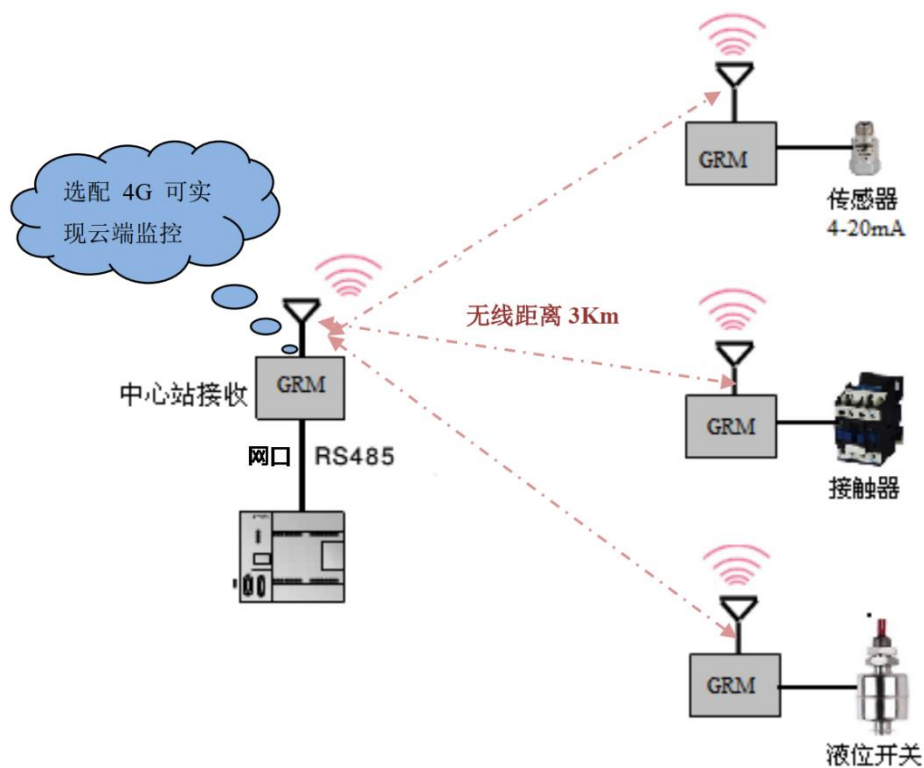 选配 4G 可实
现云端监控
GRM
传感器
4-20mA
无线距离 3Km
GRM
接触器
中心站接收
GRM
网口 RS485
GRM
液位开关